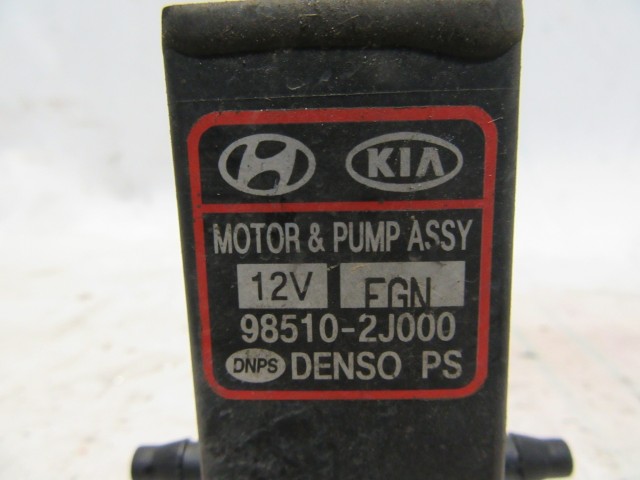 KIA
MOTOR & PUMP ASSY
12V FGN
98510-2J000
DNPS DENSO PS